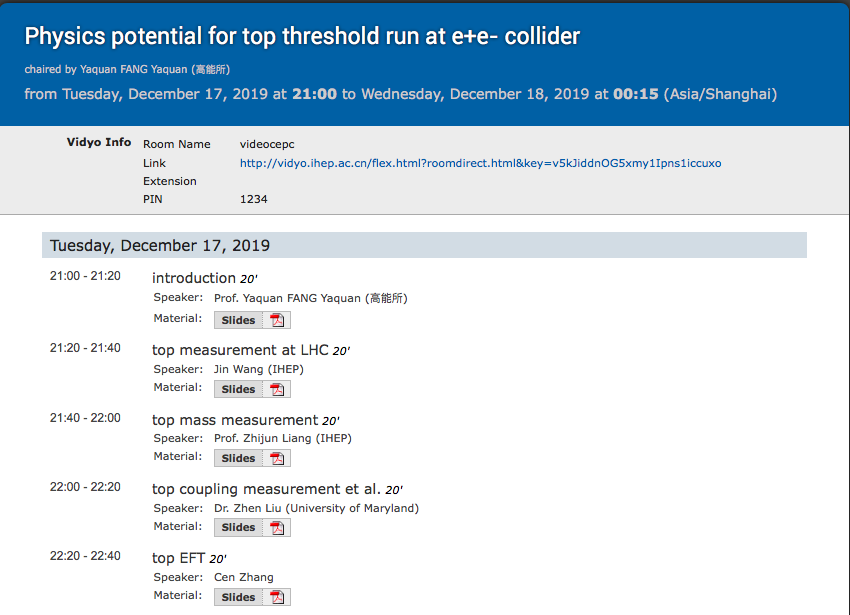 Physics potential for top threshold run at e+e- collider
chaired by Yaquan FANG Yaquan (高能所)
from Tuesday, December 17, 2019 at 21:00 to Wednesday, December 18, 2019 at 00:15 (Asia/Shanghai)
Vidyo Info Room Name videocepc
Link http://vidyo.ihep.ac.cn/flex.html?roomdirect.html&key=v5kJiddnOG5xmy1Ipns1iccuxo
Extension
PIN 1234
Tuesday, December 17, 2019
21:00 - 21:20 introduction 20'
Speaker: Prof. Yaquan FANG Yaquan (高能所)
Material: Slides
21:20 - 21:40 top measurement at LHC 20'
Speaker: Jin Wang (IHEP)
Material: Slides
21:40 - 22:00 top mass measurement 20'
Speaker: Prof. Zhijun Liang (IHEP)
Material: Slides
22:00 - 22:20 top coupling measurement et al. 20'
Speaker: Dr. Zhen Liu (University of Maryland)
Material: Slides
22:20 - 22:40 top EFT 20'
Speaker: Cen Zhang
Material: Slides